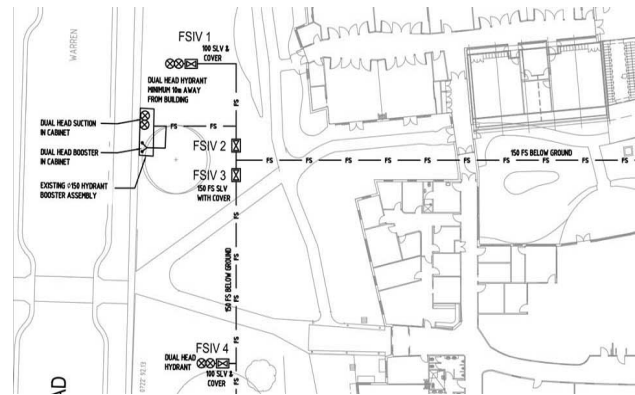 WARREN
FSIV 1
100 SLV &
COVER
DUAL HEAD HYDRANT
MINIMUM 10m AWAY
FROM BUILDING
FS
DUAL HEAD SUCTION
IN CABINET
FS
FS
DUAL HEAD BOOSTER
IN CABINET
FSIV 2
150 BELOW GROUND
FS
FS
FS
FS
FS
FS
FS
FS
EXISTING Ø150 HYDRANT
BOOSTER ASSEMBLY
FSIV 3
150 FS SLV
WITH COVER
FS
150 FS BELOW GROUND
FS
FS
FSIV 4
DUAL HEAD
HYDRANT
100 SLV &
COVER
FS
AD